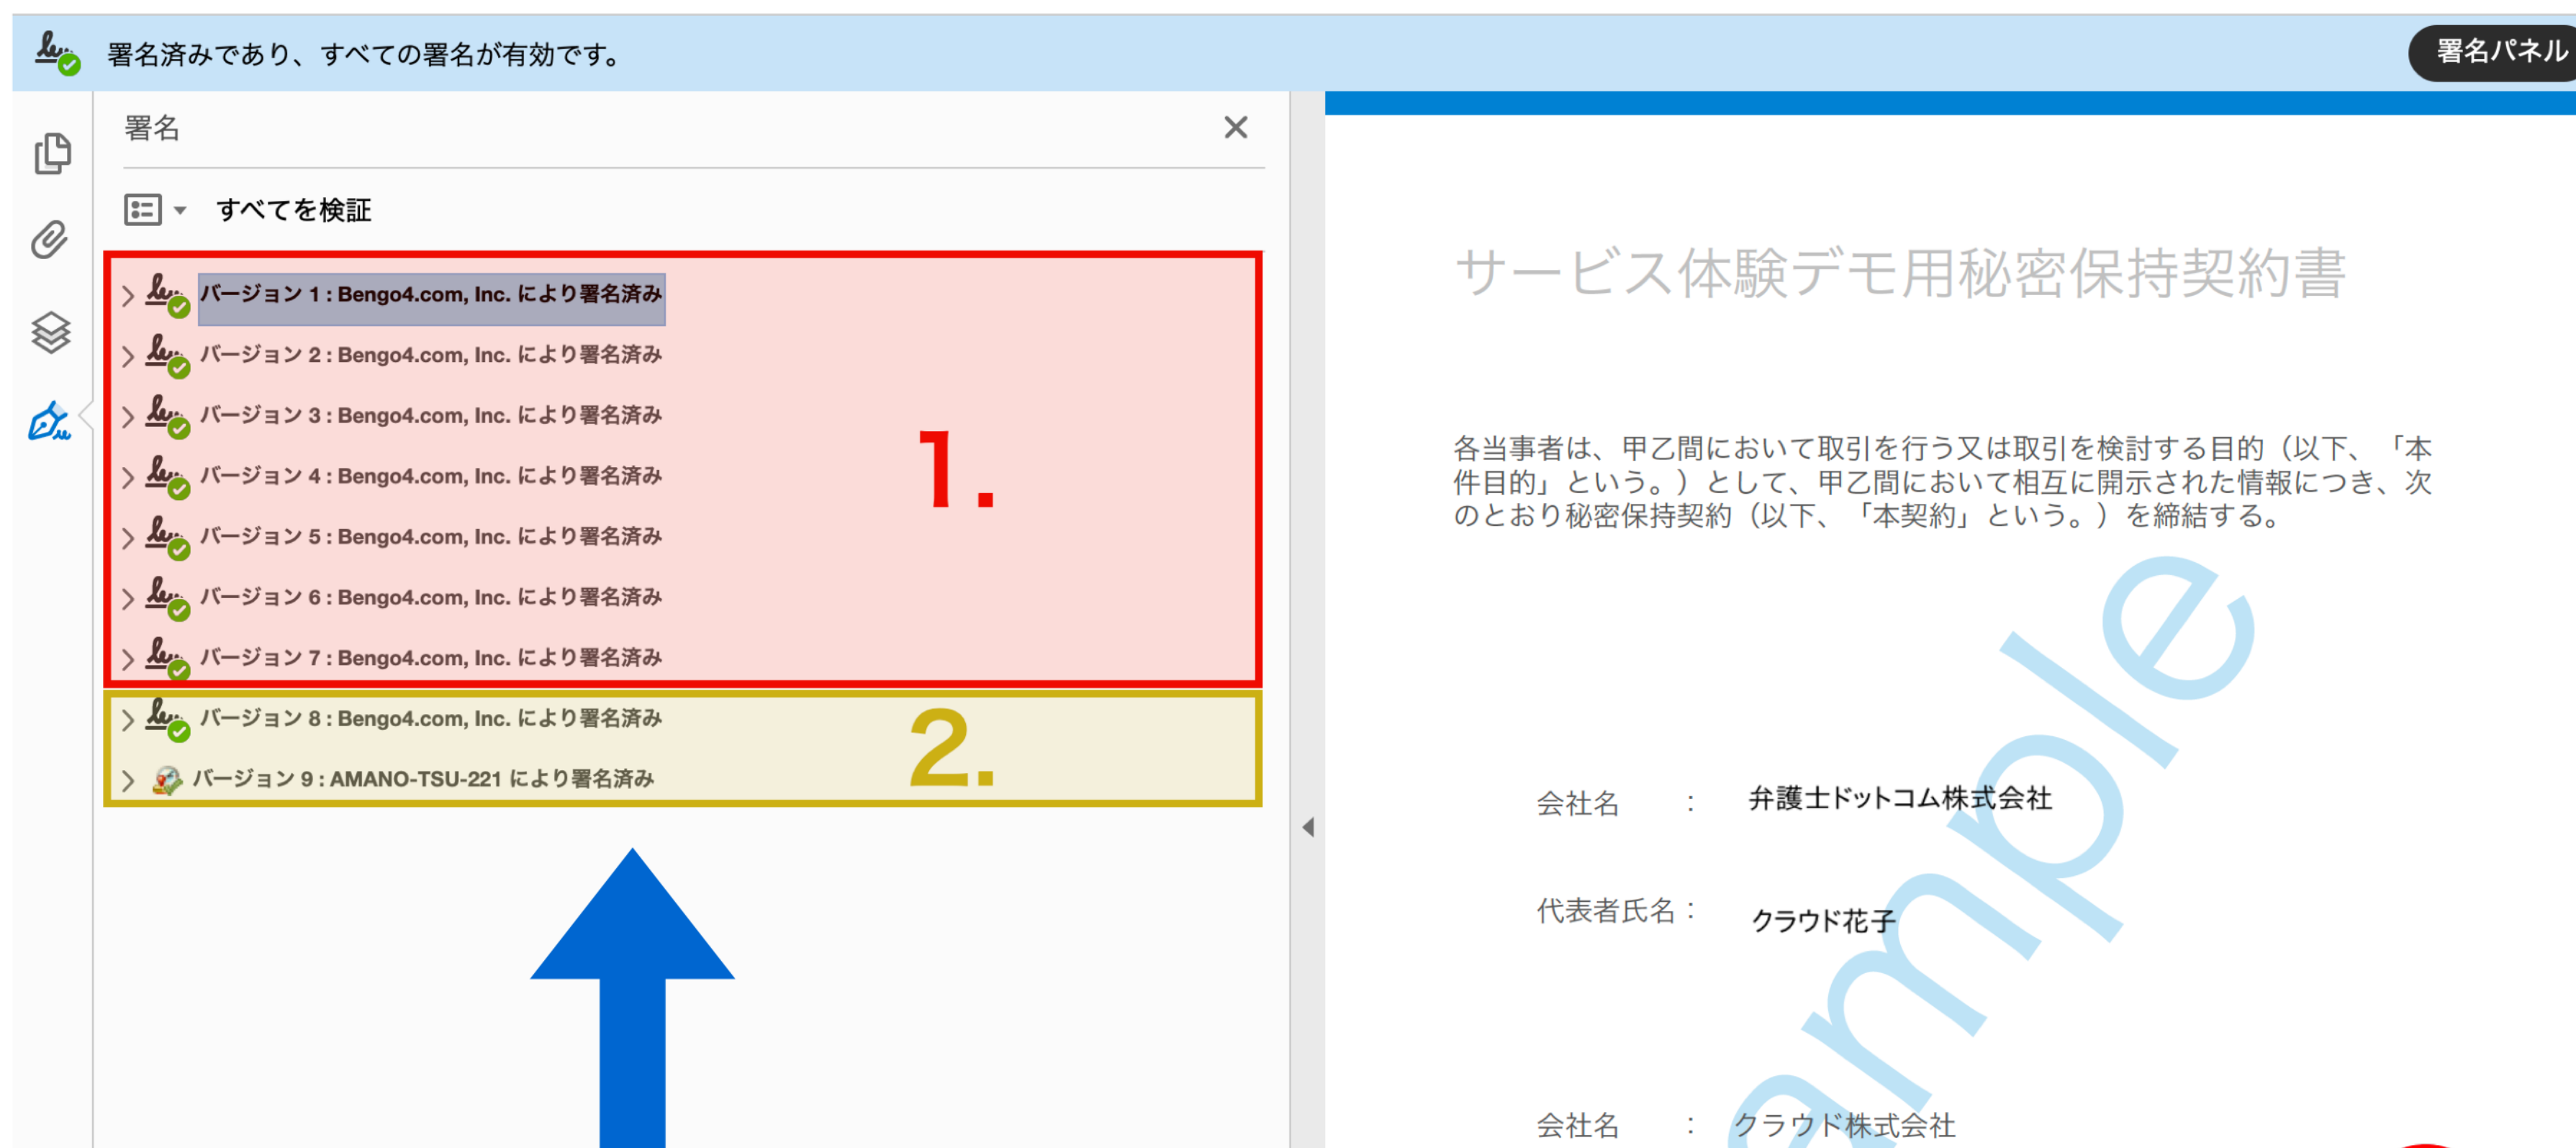 署名済みであり、すべての署名が有効です。
署名パネル
署名
すべてを検証
バージョン 1 : Bengo4.com, Inc. により署名済み
バージョン 2 : Bengo4.com, Inc. により署名済み
バージョン 3 : Bengo4.com, Inc. により署名済み
バージョン 4 : Bengo4.com, Inc. により署名済み
バージョン 5 : Bengo4.com, Inc. により署名済み
バージョン 6 : Bengo4.com, Inc. により署名済み
バージョン 7 : Bengo4.com, Inc. により署名済み
1.
バージョン 8 : Bengo4.com, Inc. により署名済み
バージョン 9 : AMANO-TSU-221 により署名済み
2.
サービス体験デモ用秘密保持契約書
各当事者は、甲乙間において取引を行う又は取引を検討する目的（以下、「本
件目的」という。）として、甲乙間において相互に開示された情報につき、次
のとおり秘密保持契約（以下、「本契約」という。）を締結する。
会社名 : 弁護士ドットコム株式会社
代表者氏名 : クラウド花子
会社名 : クラウド株式会社
ample